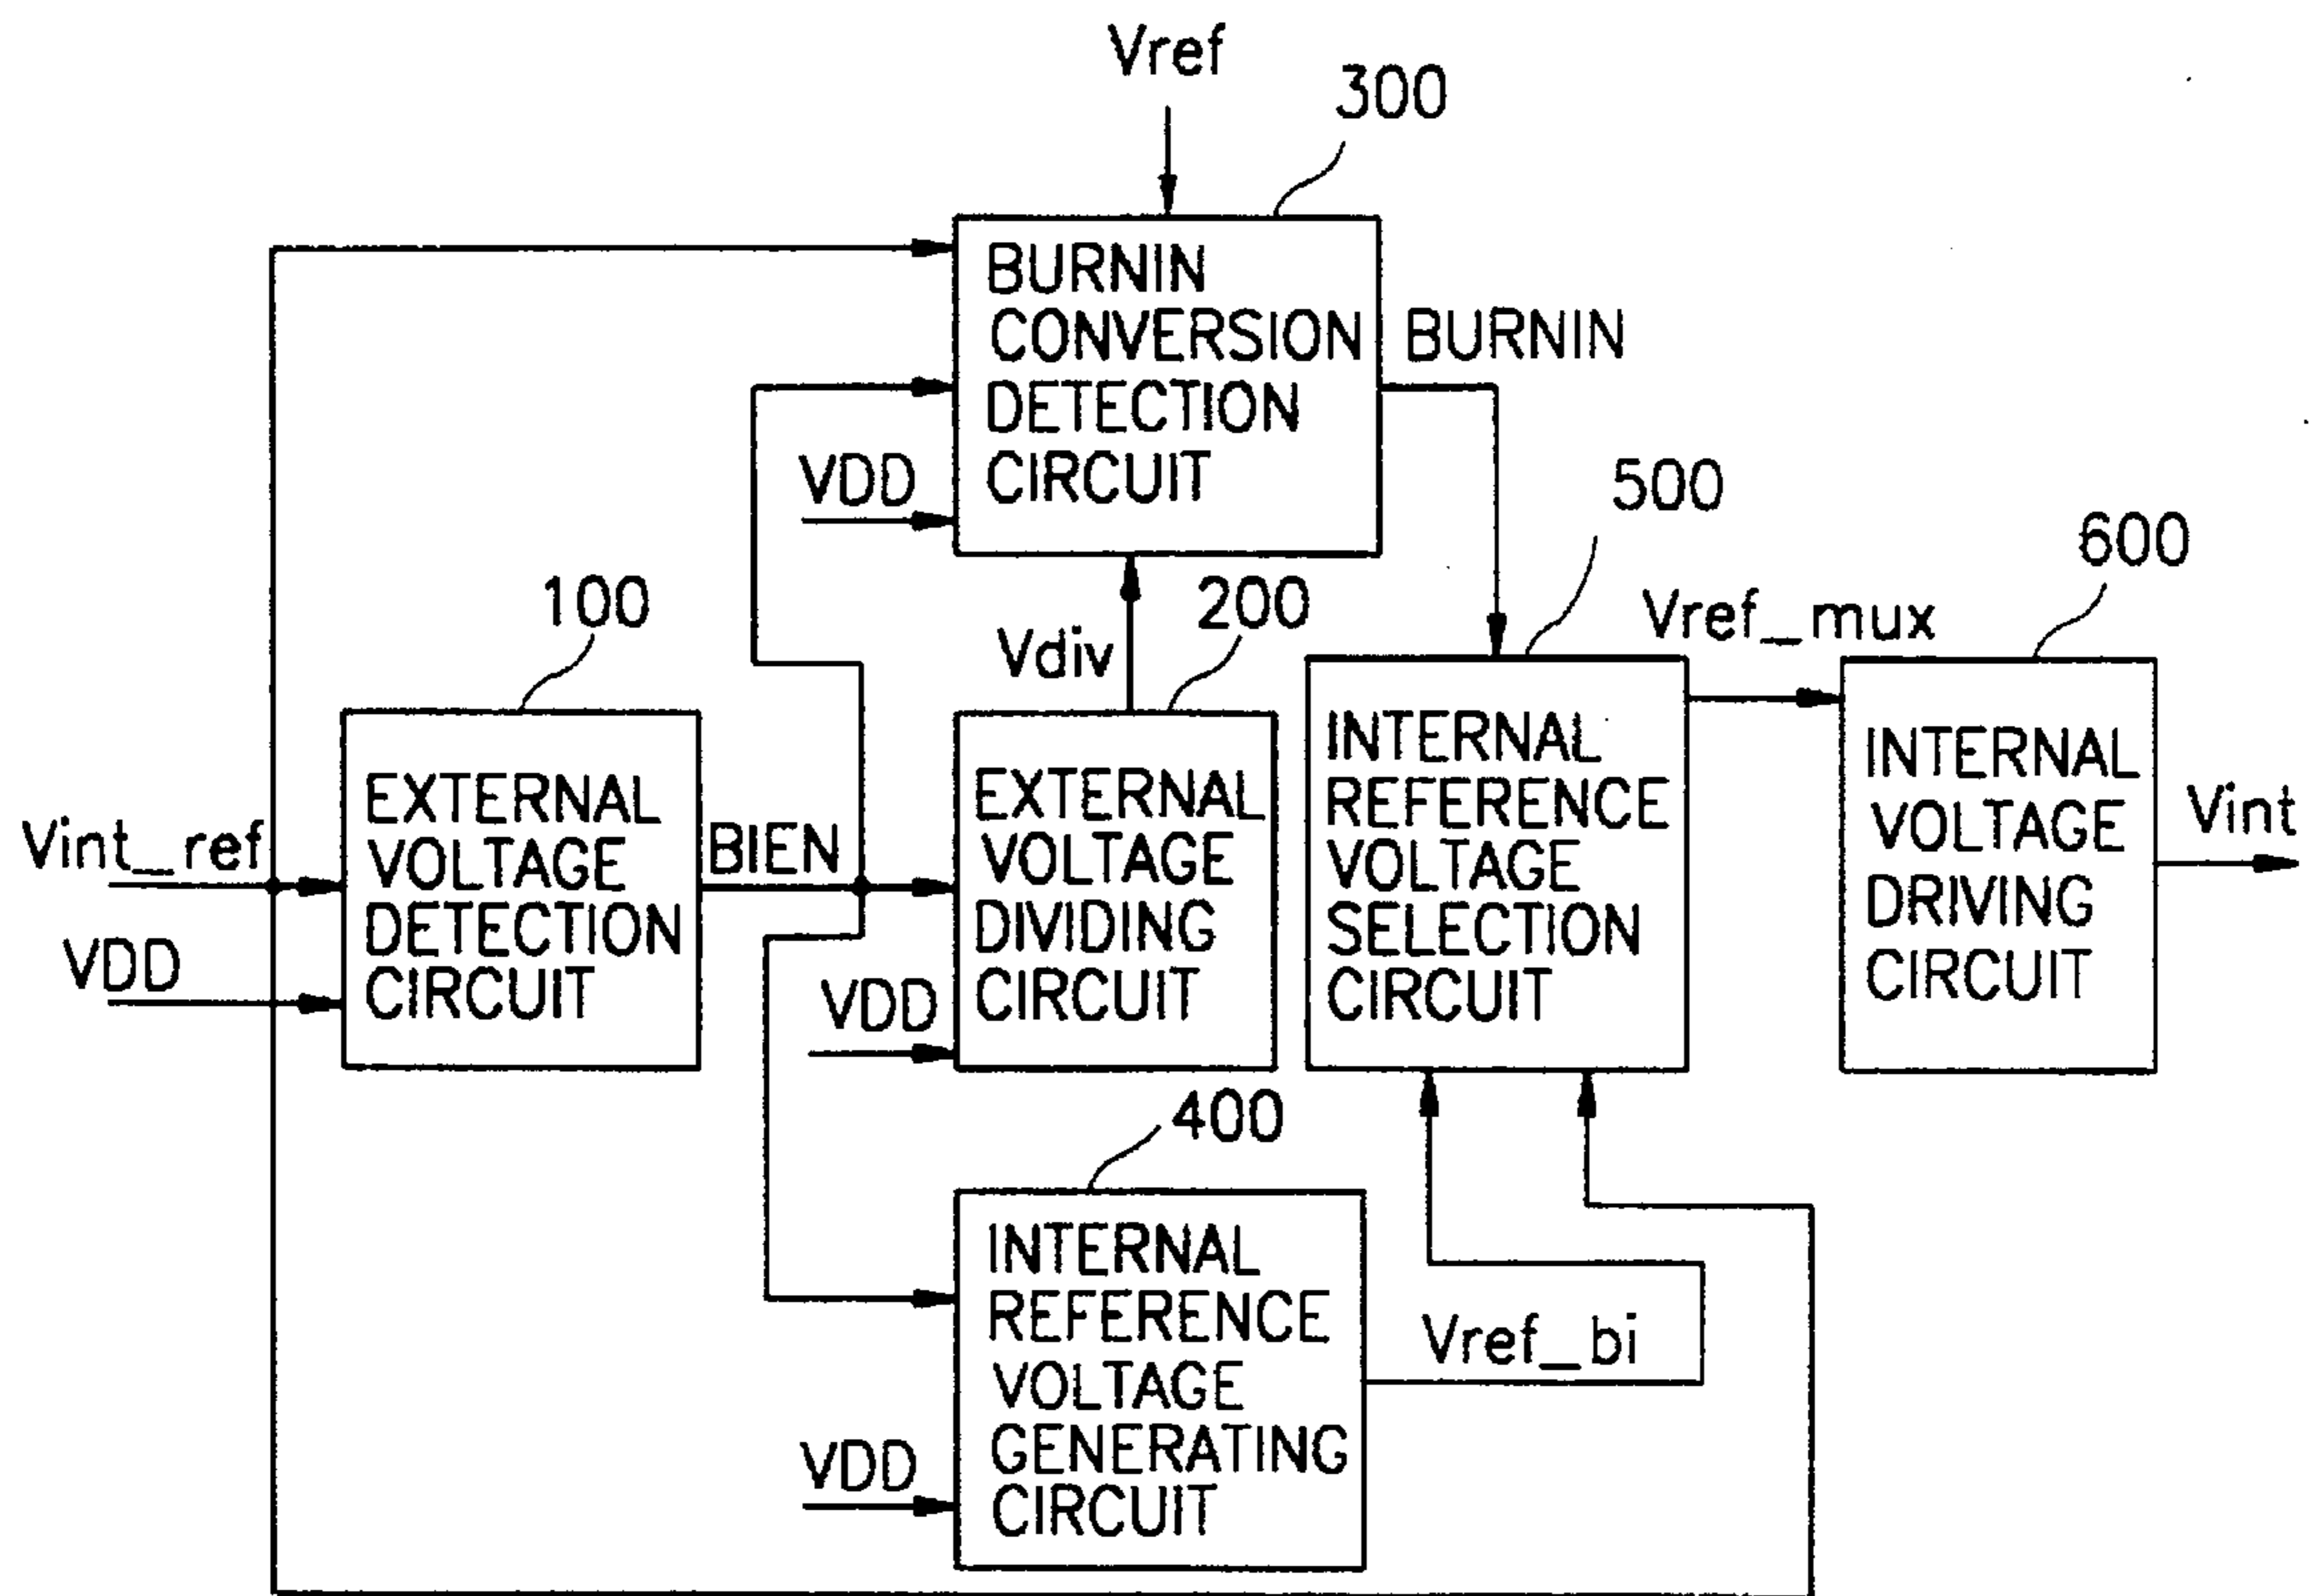 Vref
300
BURNIN
CONVERSION
DETECTION
CIRCUIT
BURNIN
VDD
500
600
100
200
Vdiv
Vref_mux
Vint_ref
VDD
EXTERNAL
VOLTAGE
DETECTION
CIRCUIT
BIEN
EXTERNAL
VOLTAGE
DIVIDING
CIRCUIT
VDD
INTERNAL
REFERENCE
VOLTAGE
SELECTION
CIRCUIT
INTERNAL
VOLTAGE
DRIVING
CIRCUIT
Vint
400
INTERNAL
REFERENCE
VOLTAGE
GENERATING
CIRCUIT
VDD
Vref_bi